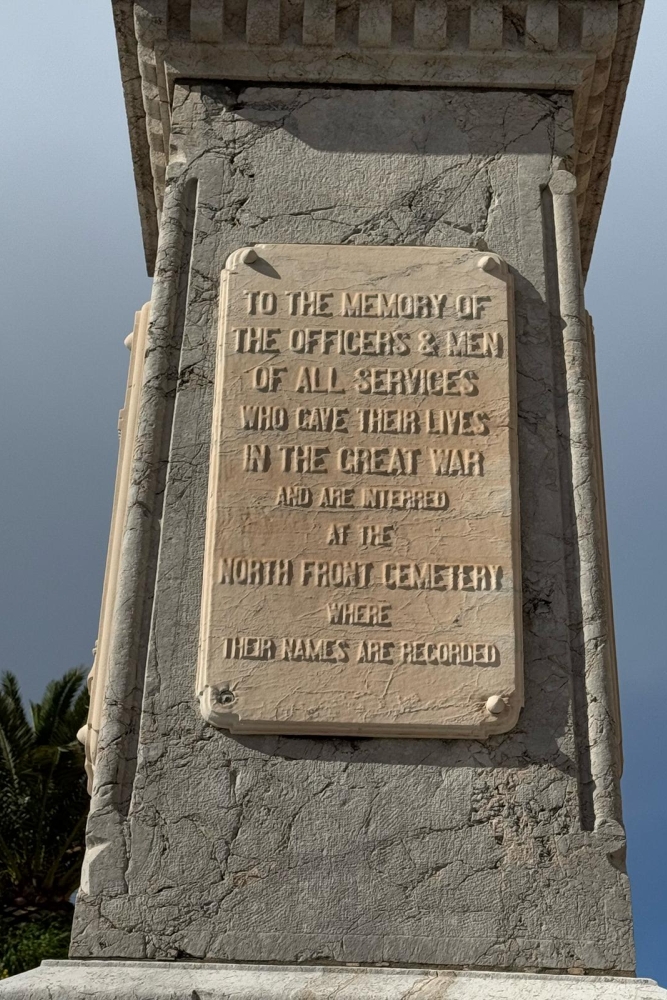 TO THE MEMORY OF
THE OFFICERS & MEN
OF ALL SERVICES
WHO GAVE THEIR LIVES
IN THE GREAT WAR
AND ARE INTERRED
AT THE
NORTH FRONT CEMETERY
WHERE
THEIR NAMES ARE RECORDED